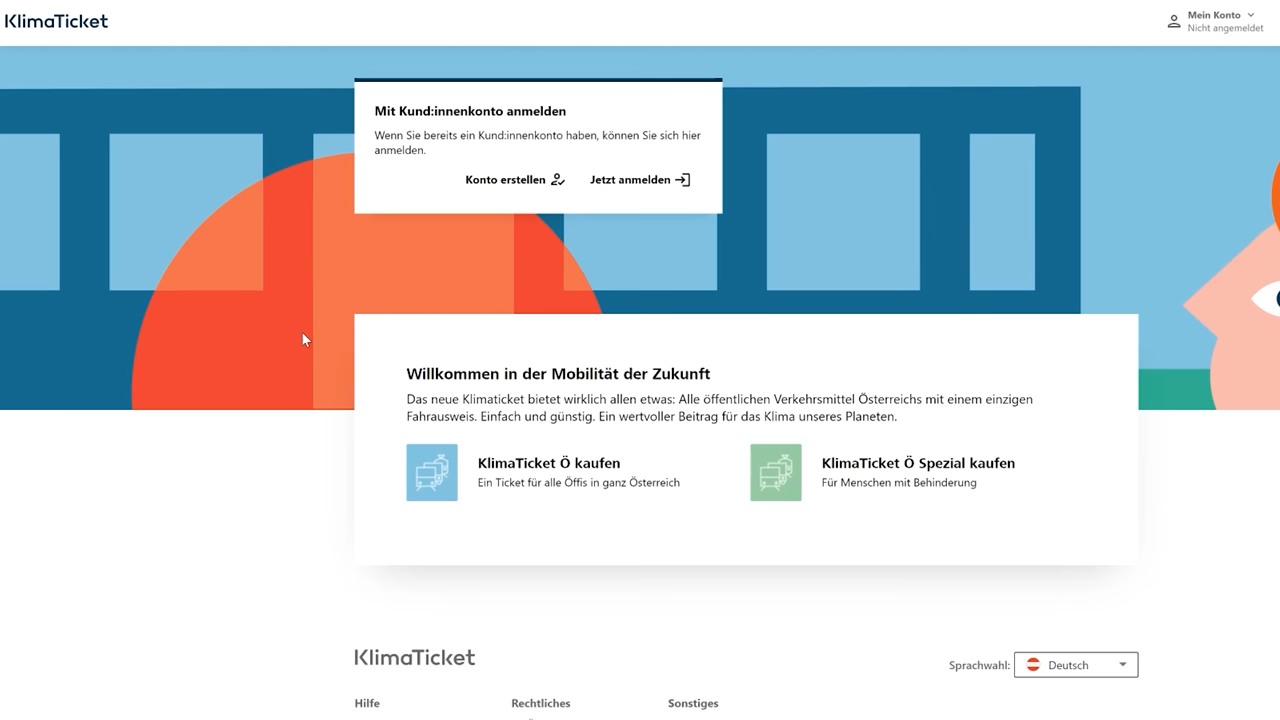 KlimaTicket
Mein Konto
Nicht angemeldet
Mit Kund:innenkonto anmelden
Wenn Sie bereits ein Kund:innenkonto haben, können Sie sich hier
anmelden.
Konto erstellen
Jetzt anmelden
Willkommen in der Mobilität der Zukunft
Das neue Klimaticket bietet wirklich allen etwas: Alle öffentlichen Verkehrsmittel Österreichs mit einem einzigen
Fahrausweis. Einfach und günstig. Ein wertvoller Beitrag für das Klima unseres Planeten.
KlimaTicket Ö kaufen
Ein Ticket für alle Öffis in ganz Österreich
KlimaTicket Ö Spezial kaufen
Für Menschen mit Behinderung
KlimaTicket
Sprachwahl:
Deutsch
Hilfe
Rechtliches
Sonstiges